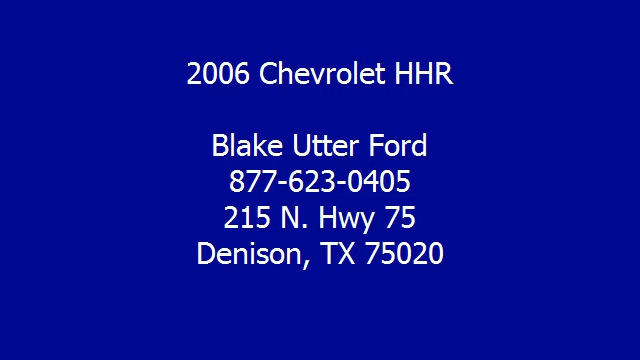 2006 Chevrolet HHR
Blake Utter Ford
877-623-0405
215 N. Hwy 75
Denison, TX 75020